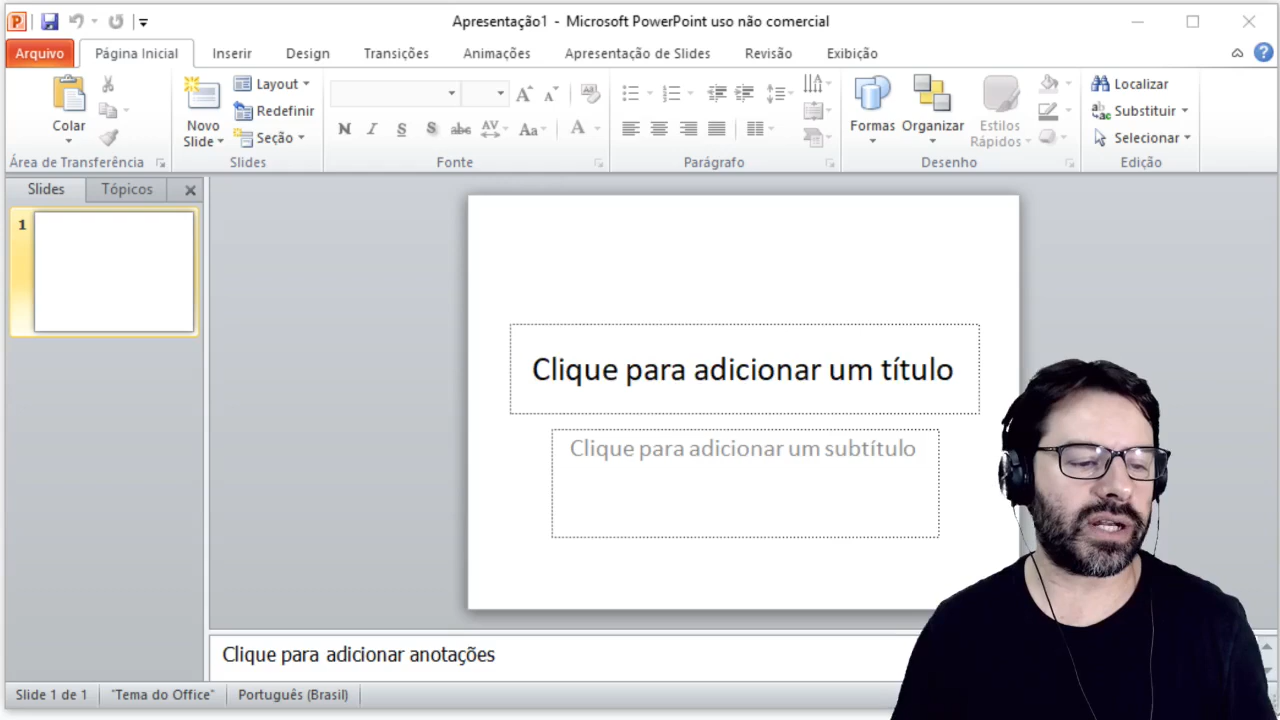 Apresentação1 - Microsoft PowerPoint uso não comercial
Arquivo Página Inicial Inserir Design Transições Animações Apresentação de Slides Revisão Exibição
Colar
Área de Transferência
Novo Slide
Layout
Redefinir
Seção
Slides
N I S S abc AV Aa A
Fonte
Parágrafo
Formas
Organizar
Estilos Rápidos
Desenho
Localizar
Substituir
Selecionar
Edição
Slides Tópicos
1
Clique para adicionar um título
Clique para adicionar um subtítulo
Clique para adicionar anotações
Slide 1 de 1 "Tema do Office" Português (Brasil)